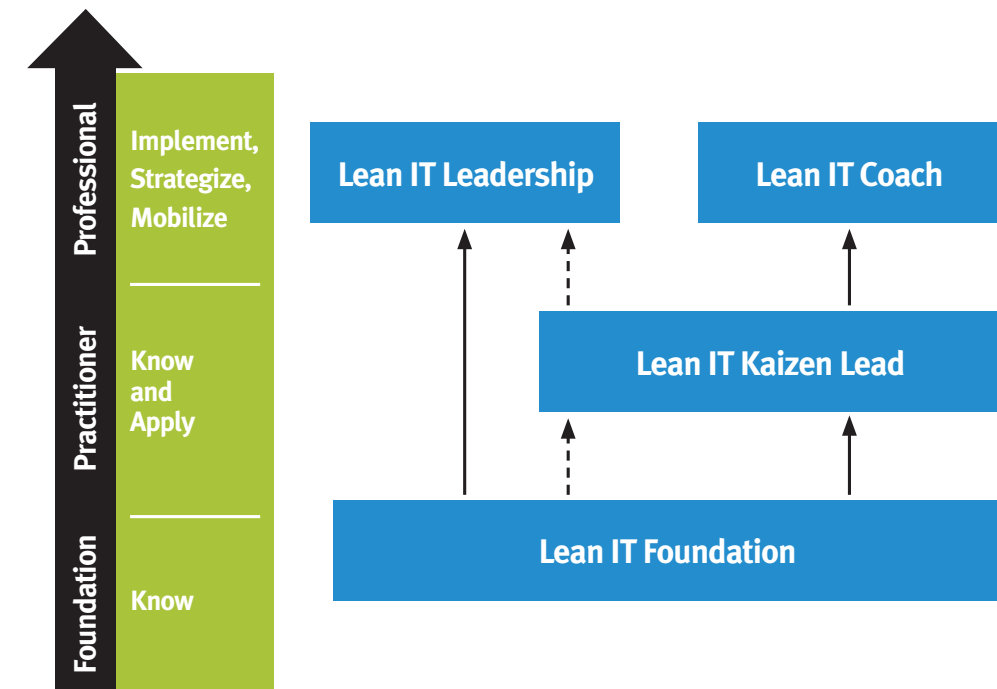 Professional
Implement,
Strategize,
Mobilize
Lean IT Leadership
Lean IT Coach
Practitioner
Know
and
Apply
Lean IT Kaizen Lead
Foundation
Know
Lean IT Foundation